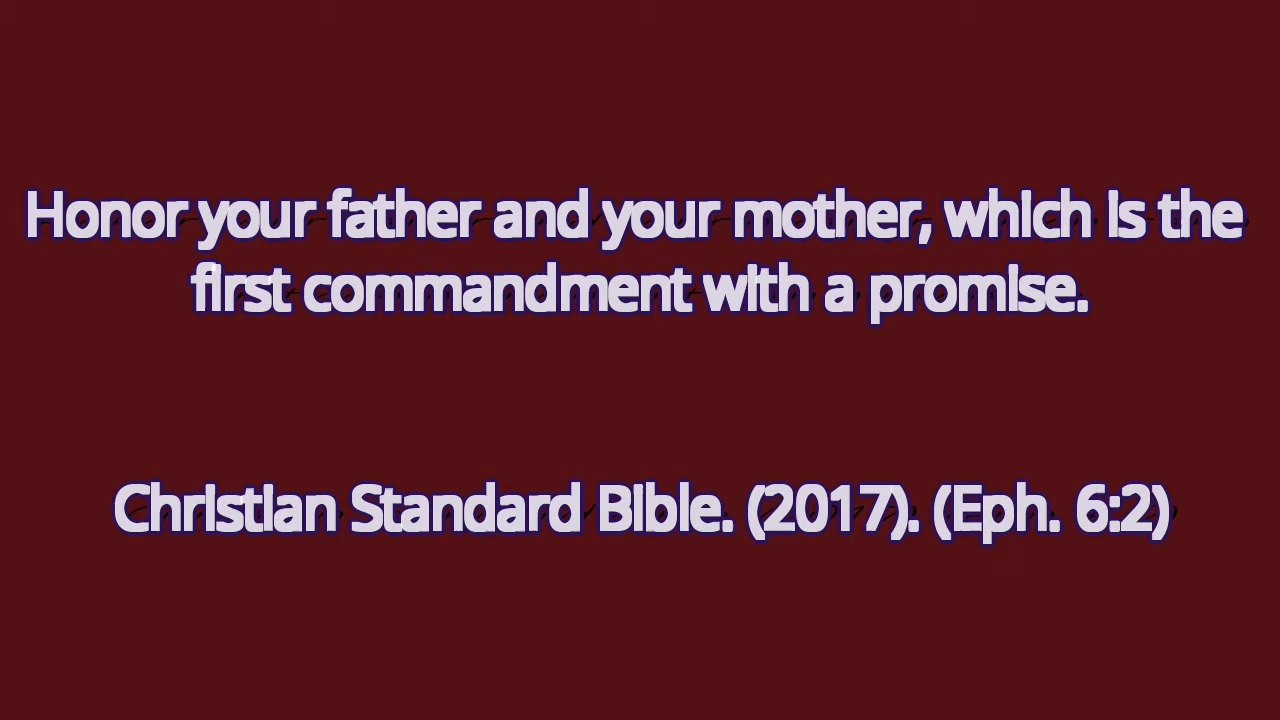 Honor your father and your mother, which is the
first commandment with a promise.
Christian Standard Bible. (2017). (Eph. 6:2)